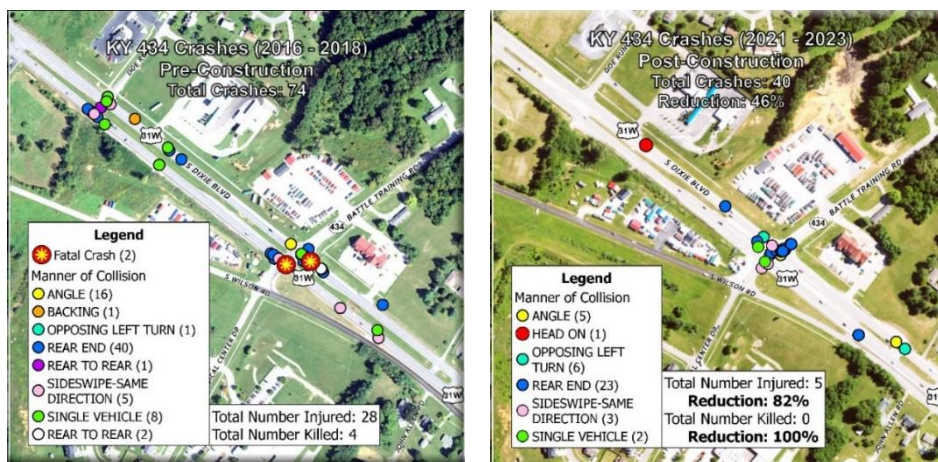 KY 434 Crashes (2016 - 2018)
Pre-Construction
Total Crashes: 74
31W
S DIXIE BLVD
BATTLE TRAINING RD
434
31W
S WILSON RD
31W
Legend
Fatal Crash (2)
Manner of Collision
ANGLE (16)
BACKING (1)
OPPOSING LEFT TURN (1)
REAR END (40)
REAR TO REAR (1)
SIDESWIPE-SAME
DIRECTION (5)
SINGLE VEHICLE (8)
REAR TO REAR (2)
Total Number Injured: 28
Total Number Killed: 4
KY 434 Crashes (2021 - 2023)
Post-Construction
Total Crashes: 40
Reduction: 46%
31W
S DIXIE BLVD
BATTLE TRAINING RD
434
S WILSON RD
31W
31W
Legend
Manner of Collision
ANGLE (5)
HEAD ON (1)
OPPOSING LEFT
TURN (6)
REAR END (23)
SIDESWIPE-SAME
DIRECTION (3)
SINGLE VEHICLE (2)
Total Number Injured: 5
Reduction: 82%
Total Number Killed: 0
Reduction: 100%